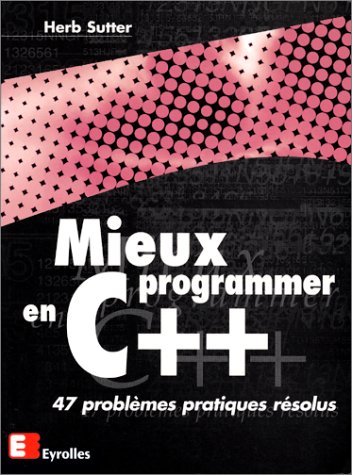 Herb Sutter
Mieux
programmer
en C++
47 problèmes pratiques résolus
E Eyrolles